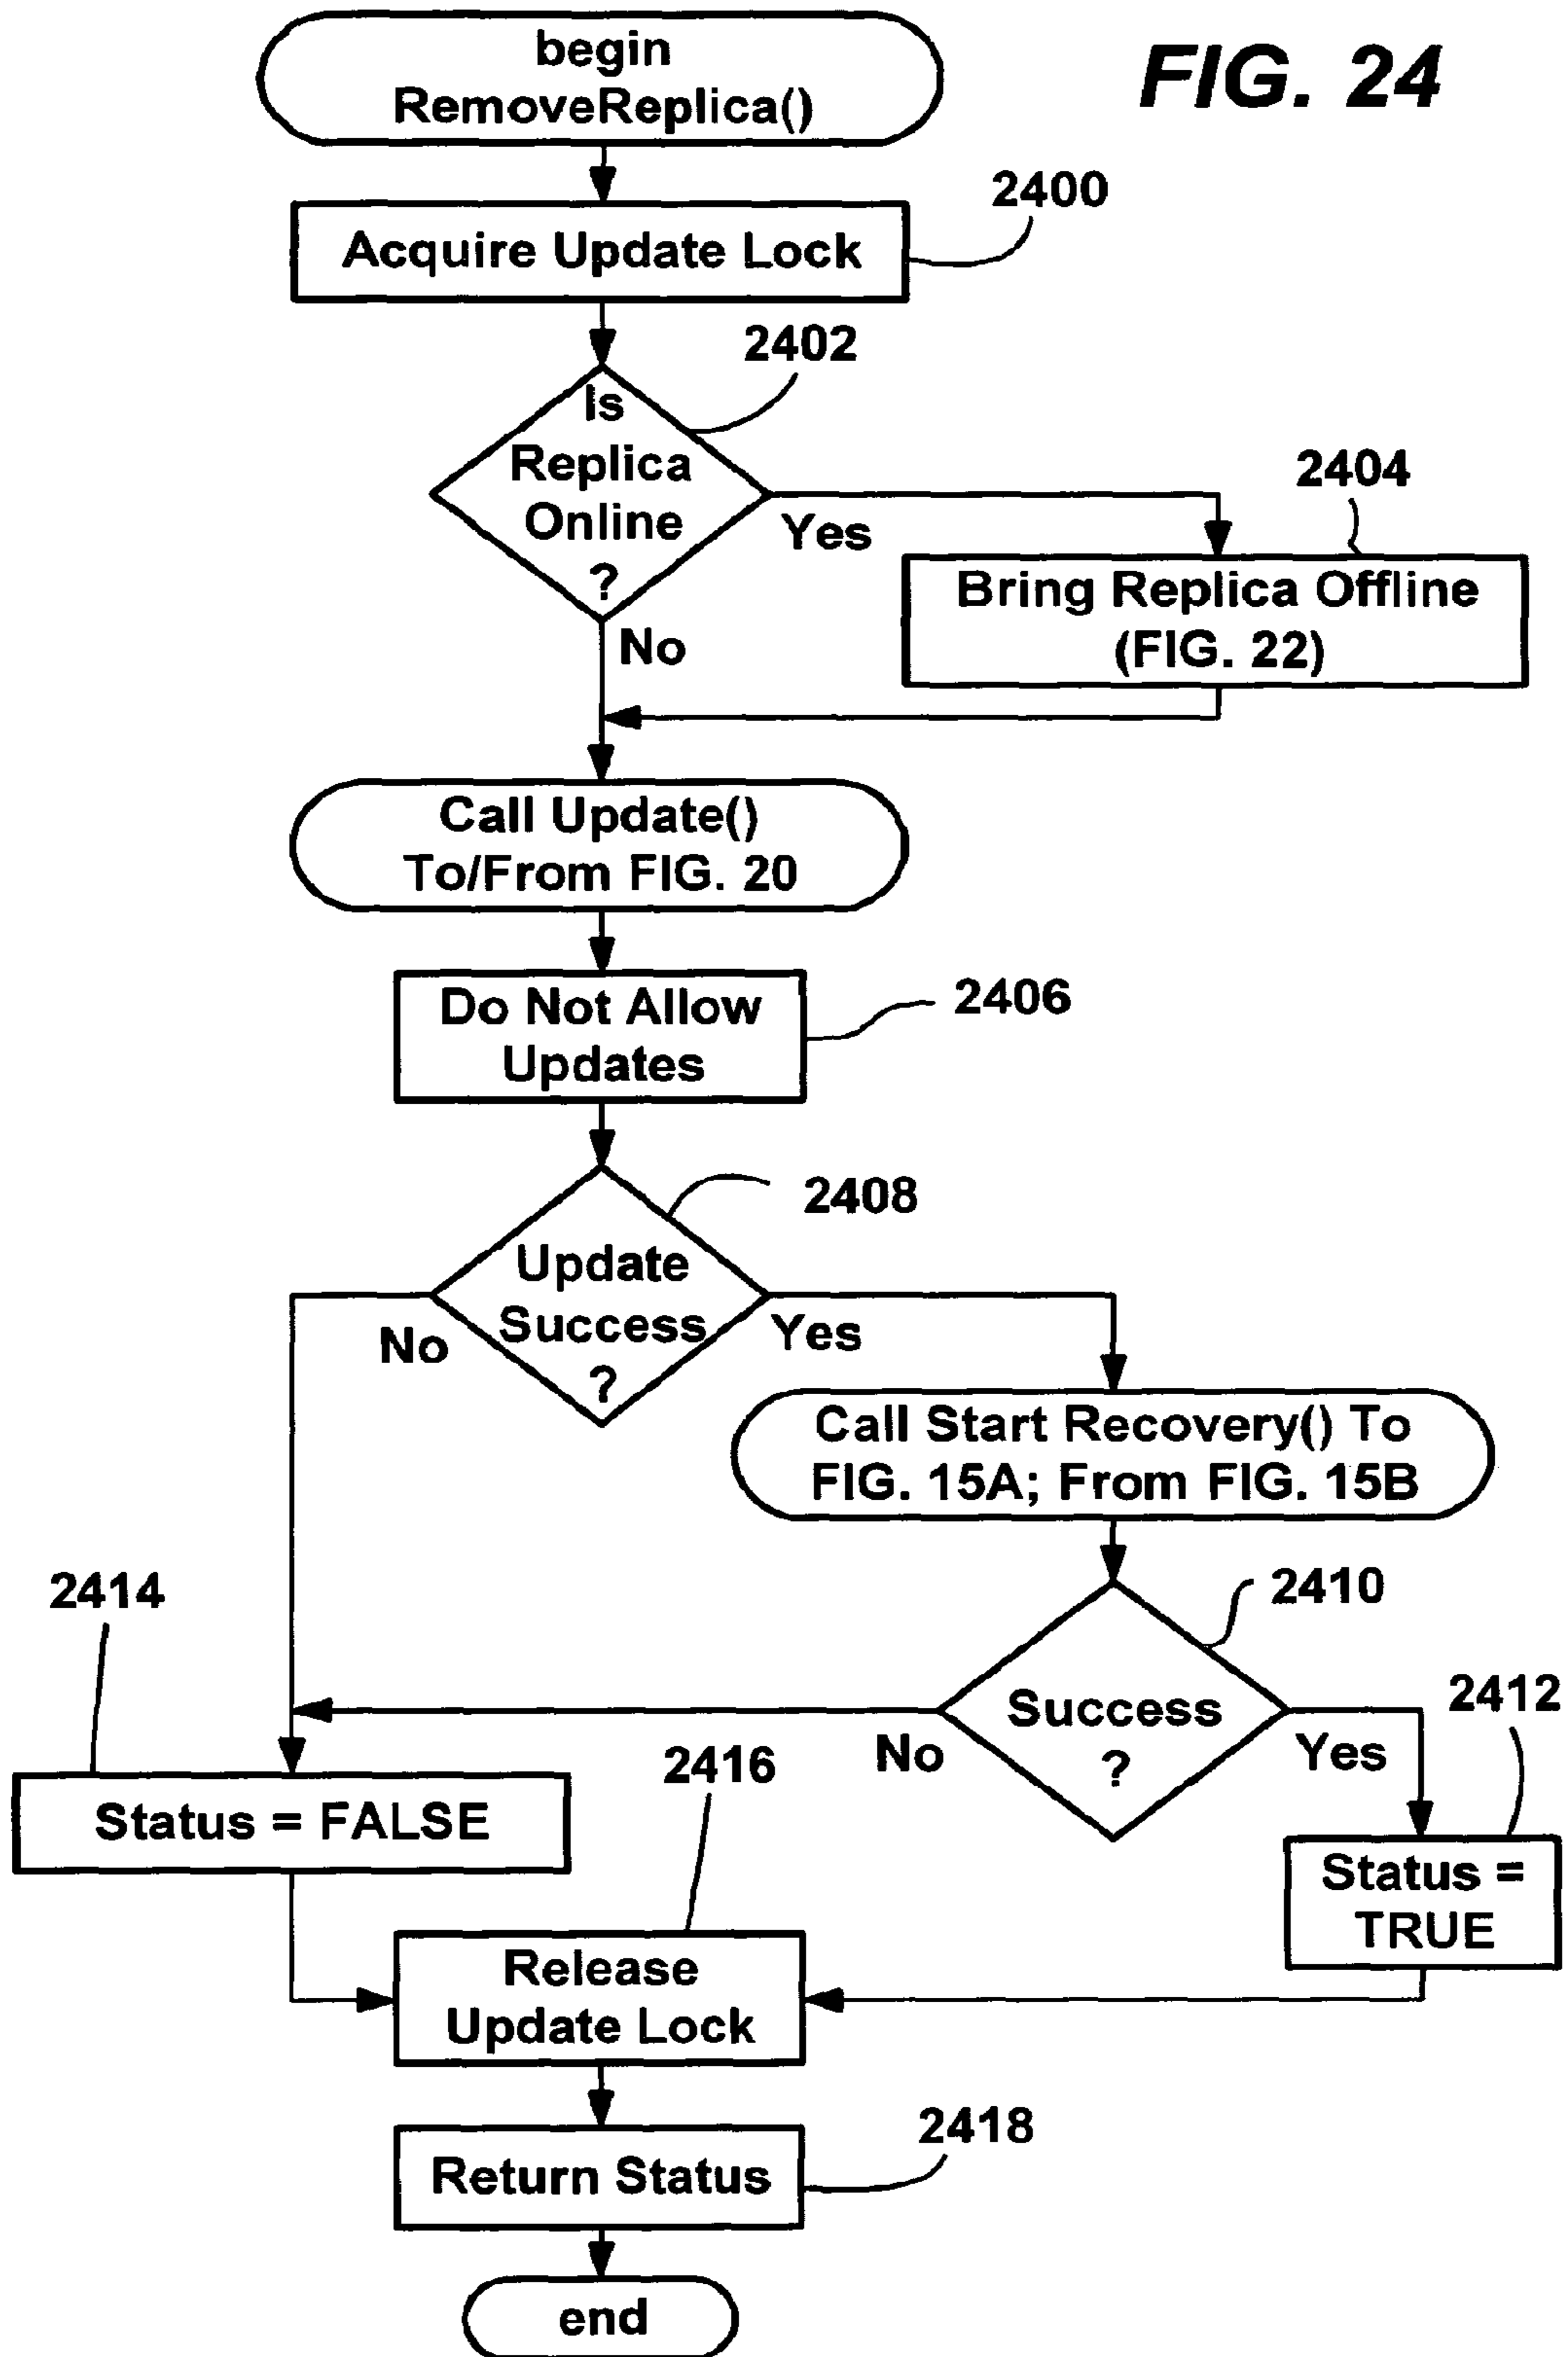 begin
RemoveReplica()
FIG. 24
2400
Acquire Update Lock
2402
Is
Replica
Online
?
Yes
No
2404
Bring Replica Offline
(FIG. 22)
Call Update()
To/From FIG. 20
Do Not Allow
Updates
2406
2408
Update
Success
?
No
Yes
Call Start Recovery() To
FIG. 15A; From FIG. 15B
2410
Success
?
No
Yes
2412
Status =
TRUE
2414
Status = FALSE
2416
Release
Update Lock
2418
Return Status
end